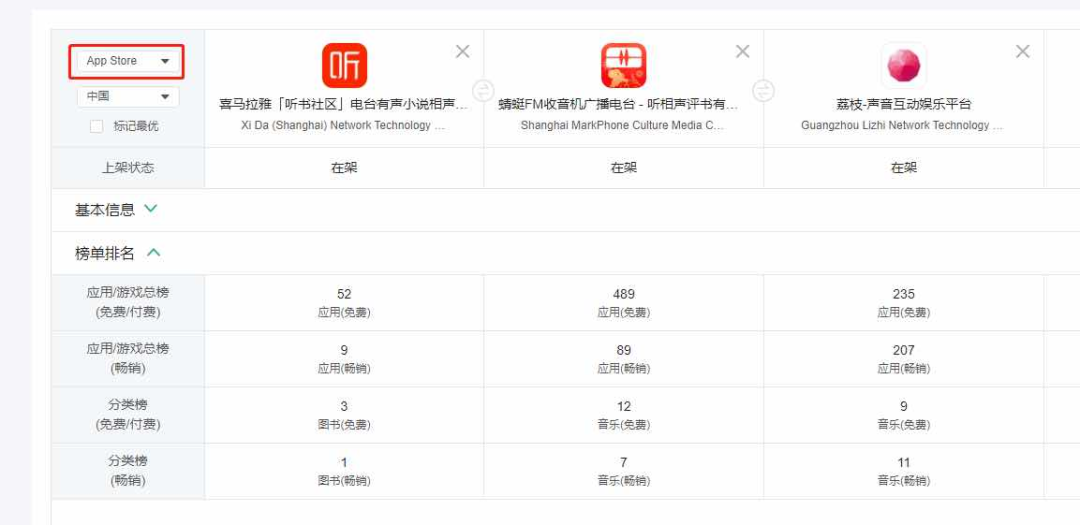 App Store
中国
标记最优
听
喜马拉雅「听书社区」电台有声小说相声...
Xi Da (Shanghai) Network Technology ...
蜻蜓FM收音机广播电台 - 听相声评书有...
Shanghai MarkPhone Culture Media C...
荔枝-声音互动娱乐平台
Guangzhou Lizhi Network Technology ...
上架状态
在架
在架
在架
基本信息
榜单排名
应用/游戏总榜
(免费/付费)
52
应用(免费)
489
应用(免费)
235
应用(免费)
应用/游戏总榜
(畅销)
9
应用(畅销)
89
应用(畅销)
207
应用(畅销)
分类榜
(免费/付费)
3
图书(免费)
12
音乐(免费)
9
音乐(免费)
分类榜
(畅销)
1
图书(畅销)
7
音乐(畅销)
11
音乐(畅销)